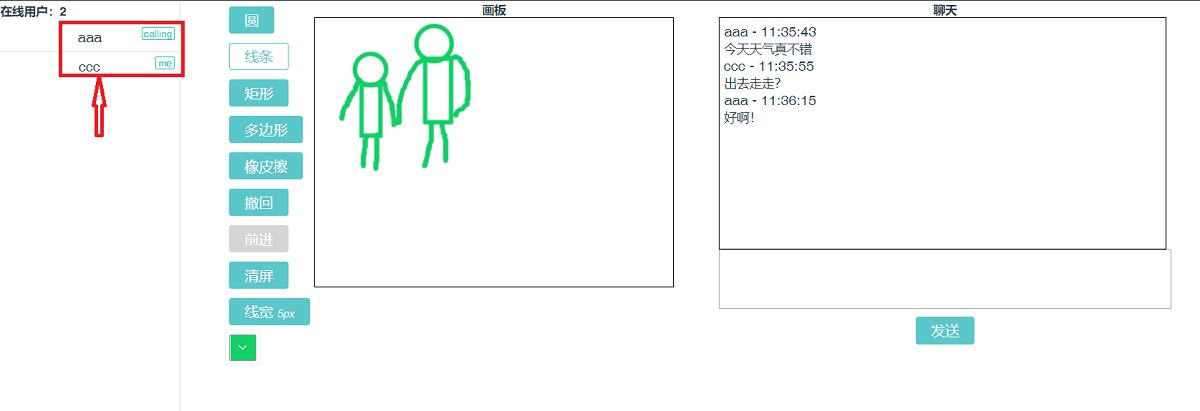 在线用户：2
aaa
calling
ccc
me
圆
线条
矩形
多边形
橡皮擦
撤回
前进
清屏
线宽 5px
画板
聊天
aaa - 11:35:43
今天天气真不错
ccc - 11:35:55
出去走走？
aaa - 11:36:15
好啊！
发送